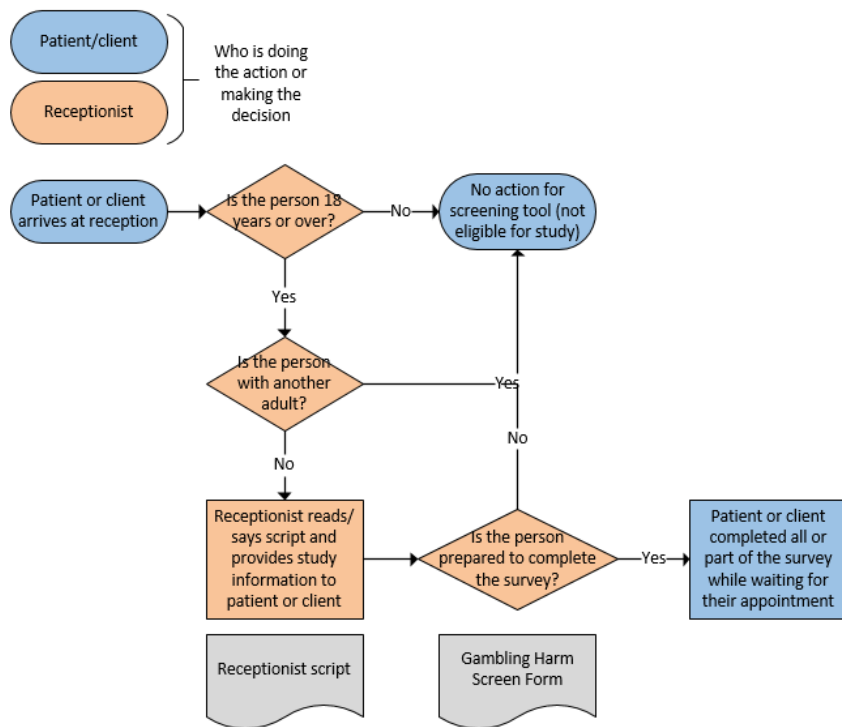 Patient/client
Receptionist
Who is doing
the action or
making the
decision
Patient or client
arrives at reception
Is the person 18
years or over?
No
No action for
screening tool (not
eligible for study)
Yes
Is the person
with another
adult?
Yes
No
No
Receptionist reads/
says script and
provides study
information to
patient or client
Is the person
prepared to complete
the survey?
Yes
Patient or client
completed all or
part of the survey
while waiting for
their appointment
Receptionist script
Gambling Harm
Screen Form